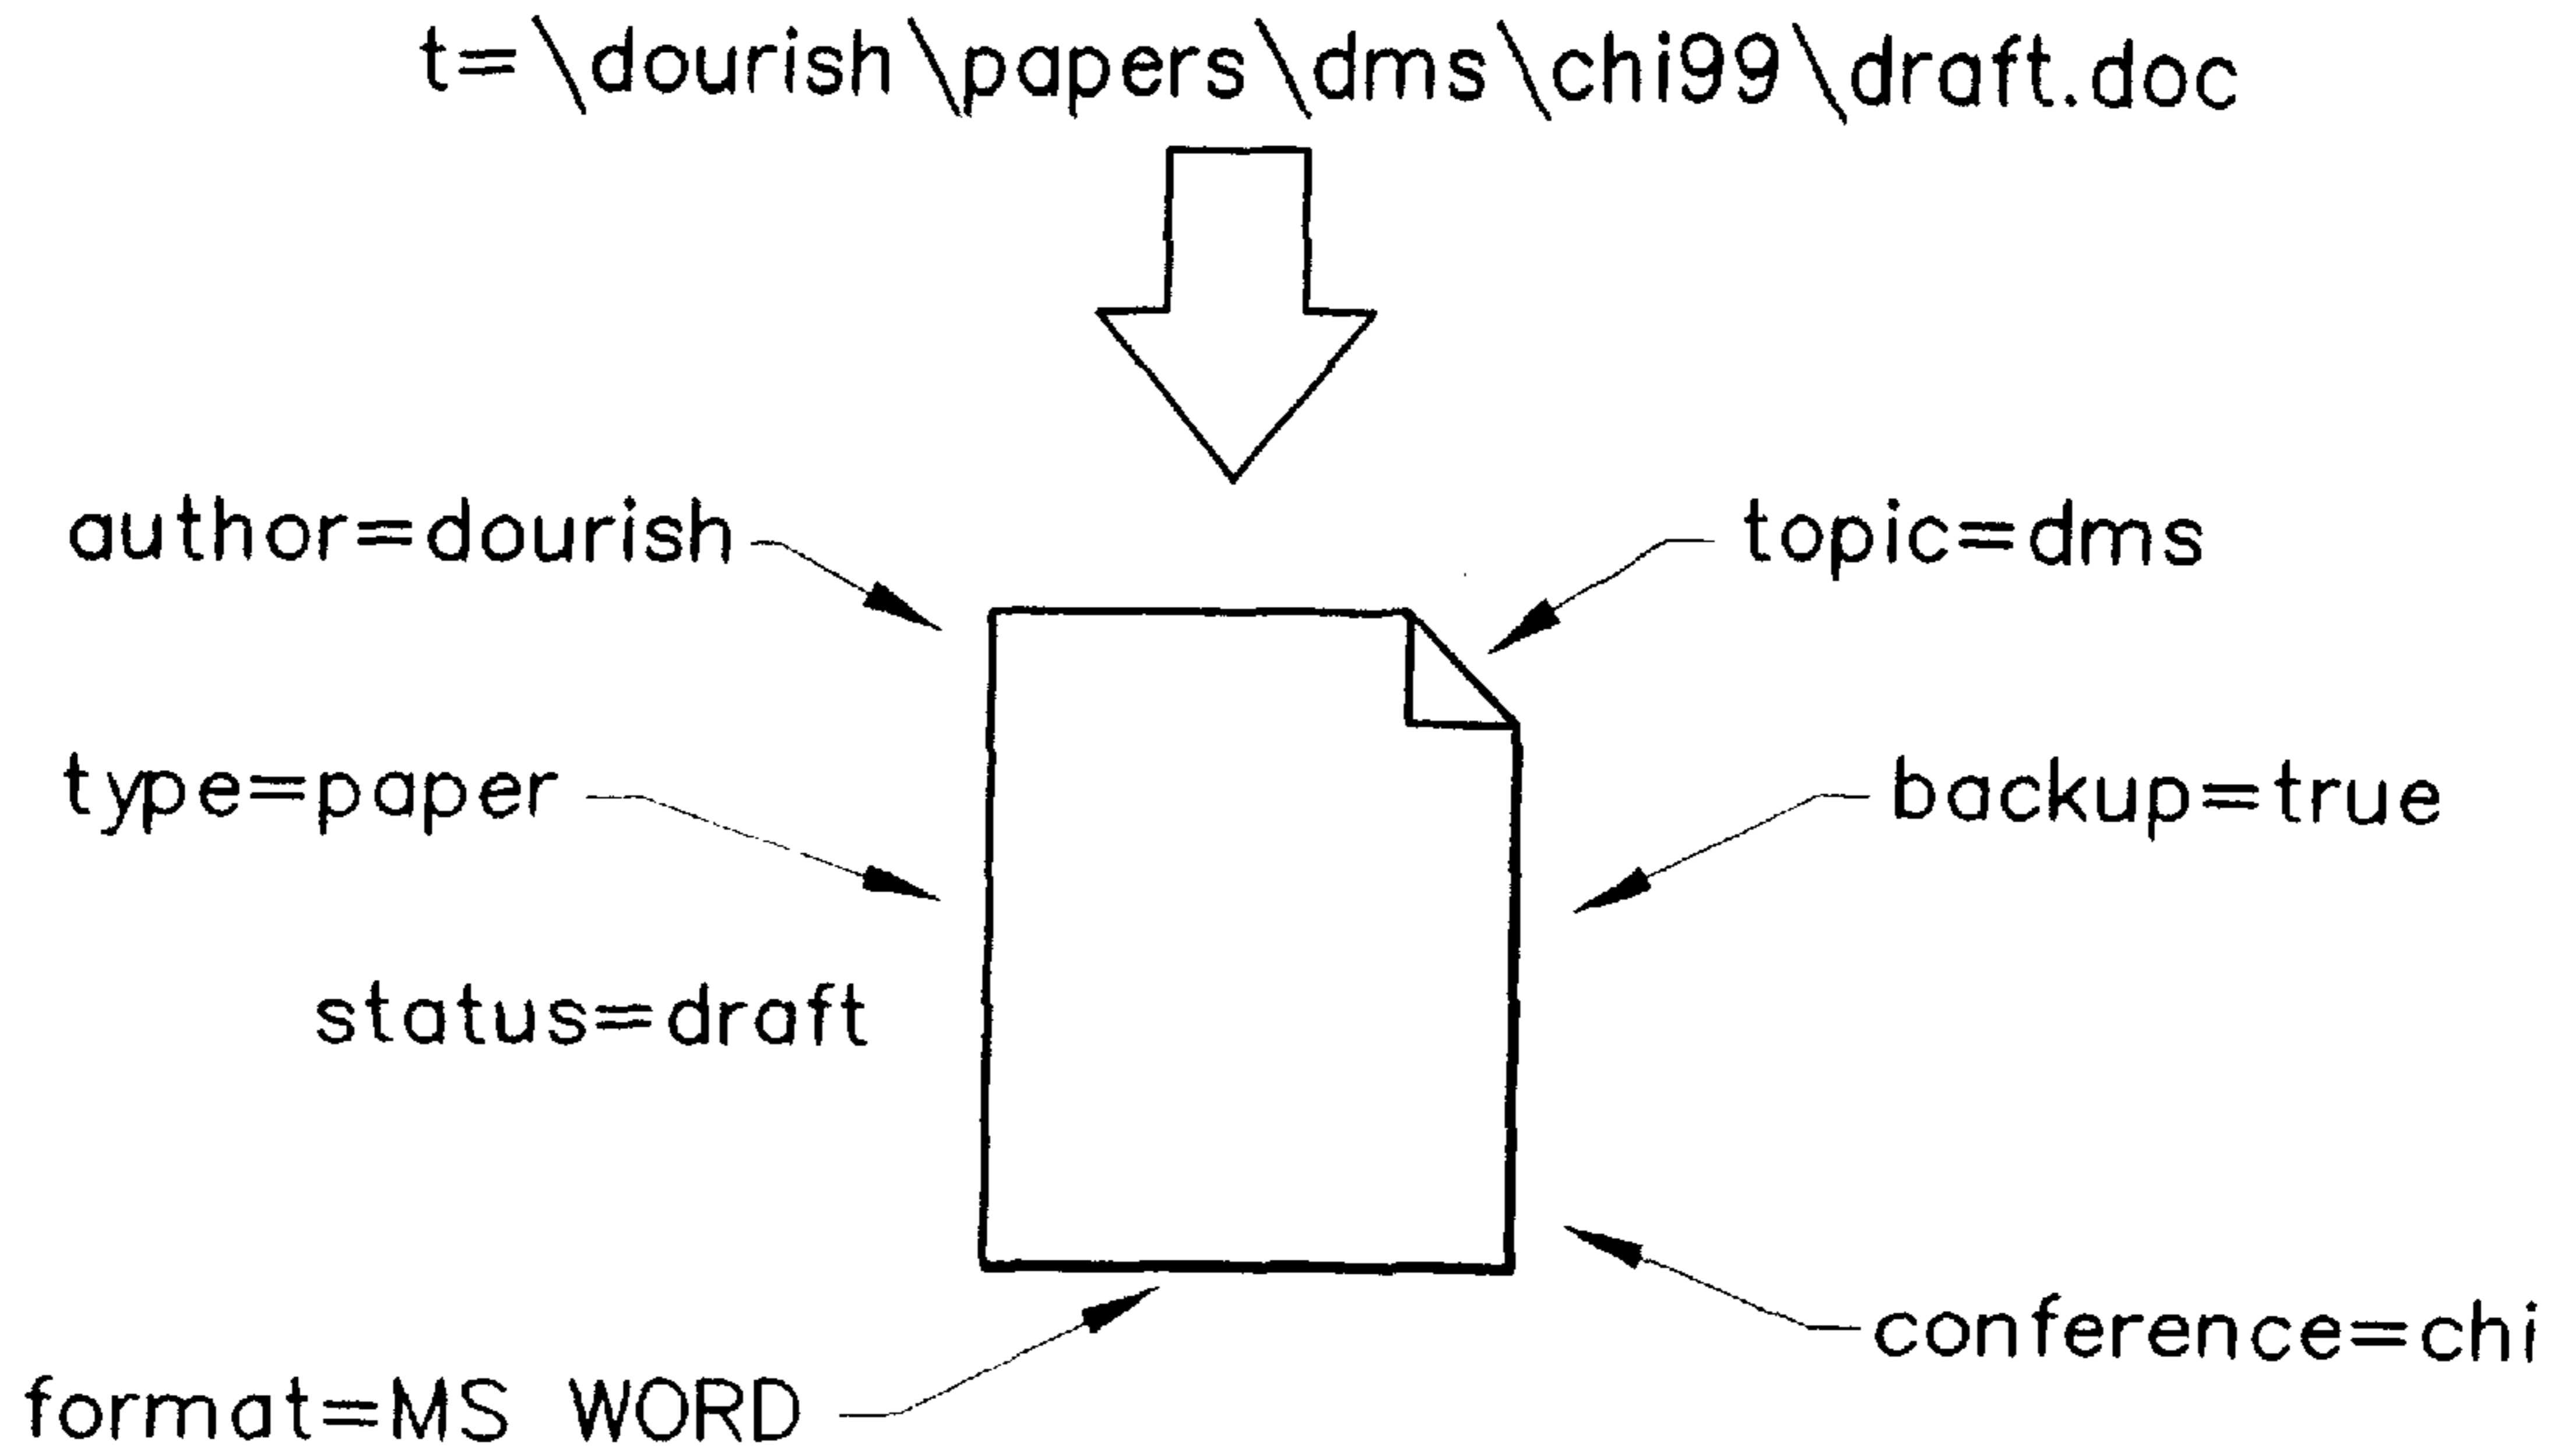 t=\dourish\papers\dms\chi99\draft.doc
author=dourish
topic=dms
type=paper
backup=true
status=draft
conference=chi
format=MS WORD